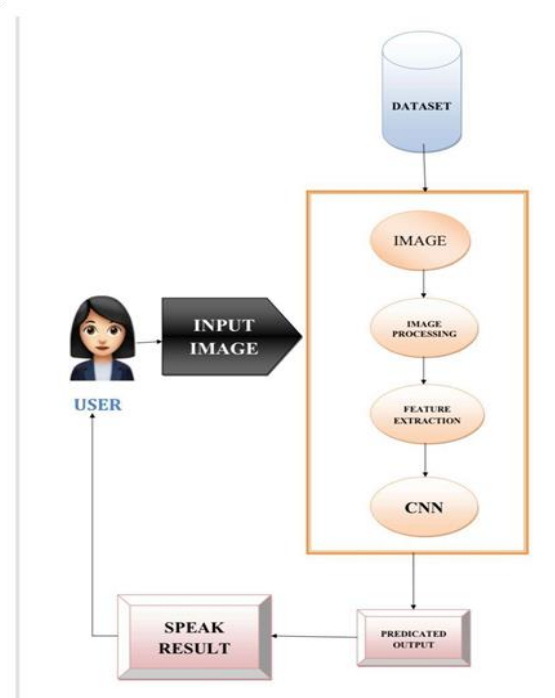 DATASET
IMAGE
IMAGE
PROCESSING
FEATURE
EXTRACTION
CNN
INPUT
IMAGE
USER
SPEAK
RESULT
PREDICATED
OUTPUT